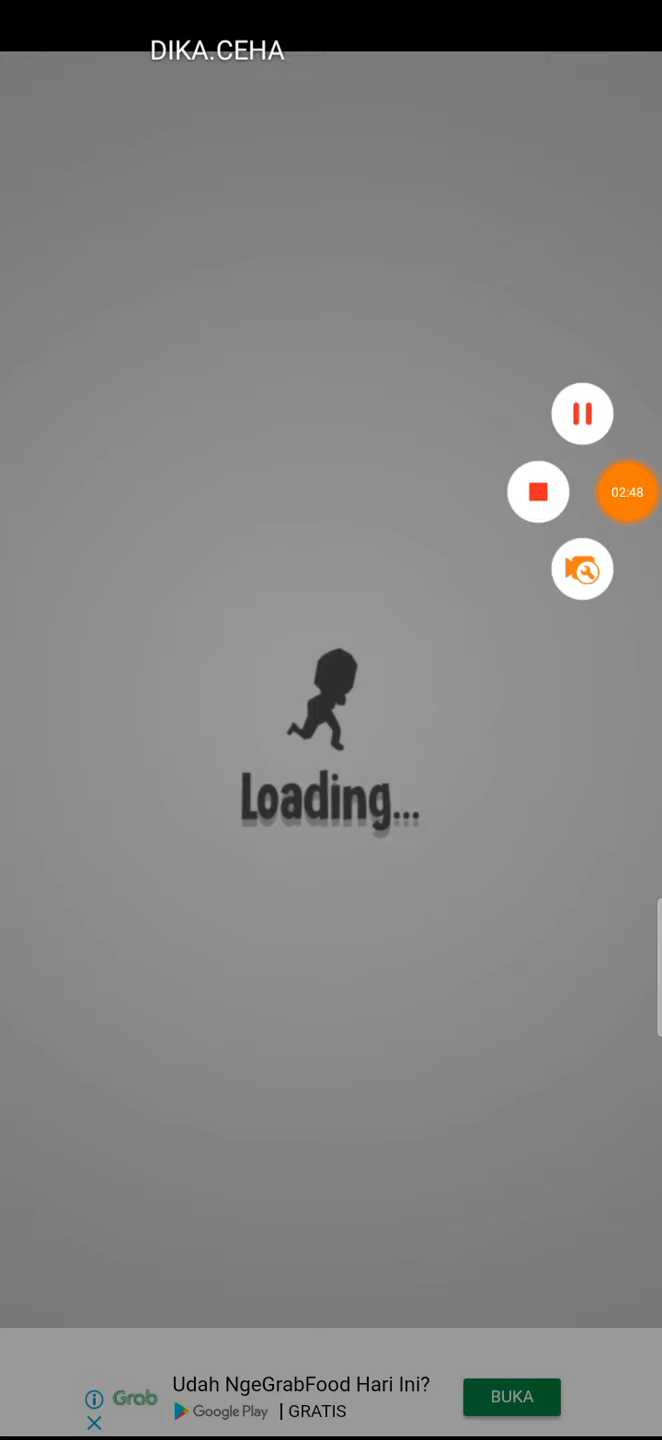 DIKA.CEHA
02:48
Loading...
Udah NgeGrabFood Hari Ini?
Grab
Google Play | GRATIS
BUKA